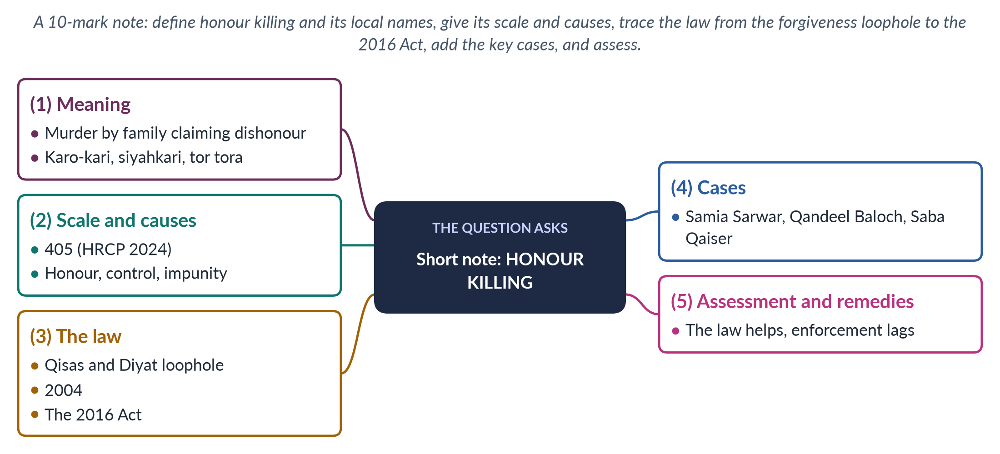 A 10-mark note: define honour killing and its local names, give its scale and causes, trace the law from the forgiveness loophole to the
2016 Act, add the key cases, and assess.
(1) Meaning
• Murder by family claiming dishonour
• Karo-kari, siyahkari, tor tora
(2) Scale and causes
• 405 (HRCP 2024)
• Honour, control, impunity
(3) The law
• Qisas and Diyat loophole
• 2004
• The 2016 Act
THE QUESTION ASKS
Short note: HONOUR
KILLING
(4) Cases
• Samia Sarwar, Qandeel Baloch, Saba
Qaiser
(5) Assessment and remedies
• The law helps, enforcement lags